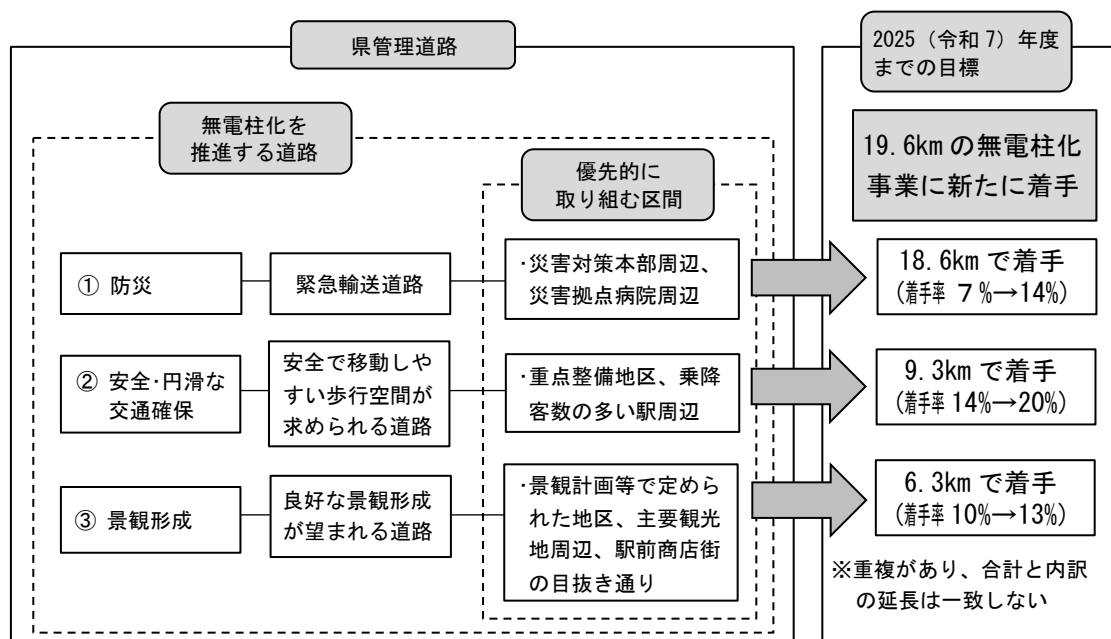 県管理道路
2025（令和7）年度
までの目標
無電柱化を
推進する道路
優先的に
取り組む区間
19.6kmの無電柱化
事業に新たに着手
① 防災
緊急輸送道路
･災害対策本部周辺、
災害拠点病院周辺
18.6kmで着手
(着手率 7%→14%)
② 安全･円滑な
交通確保
安全で移動しや
すい歩行空間が
求められる道路
･重点整備地区、乗降
客数の多い駅周辺
9.3kmで着手
(着手率 14%→20%)
③ 景観形成
良好な景観形成
が望まれる道路
･景観計画等で定めら
れた地区、主要観光
地周辺、駅前商店街
の目抜き通り
6.3kmで着手
(着手率 10%→13%)
※重複があり、合計と内訳
の延長は一致しない